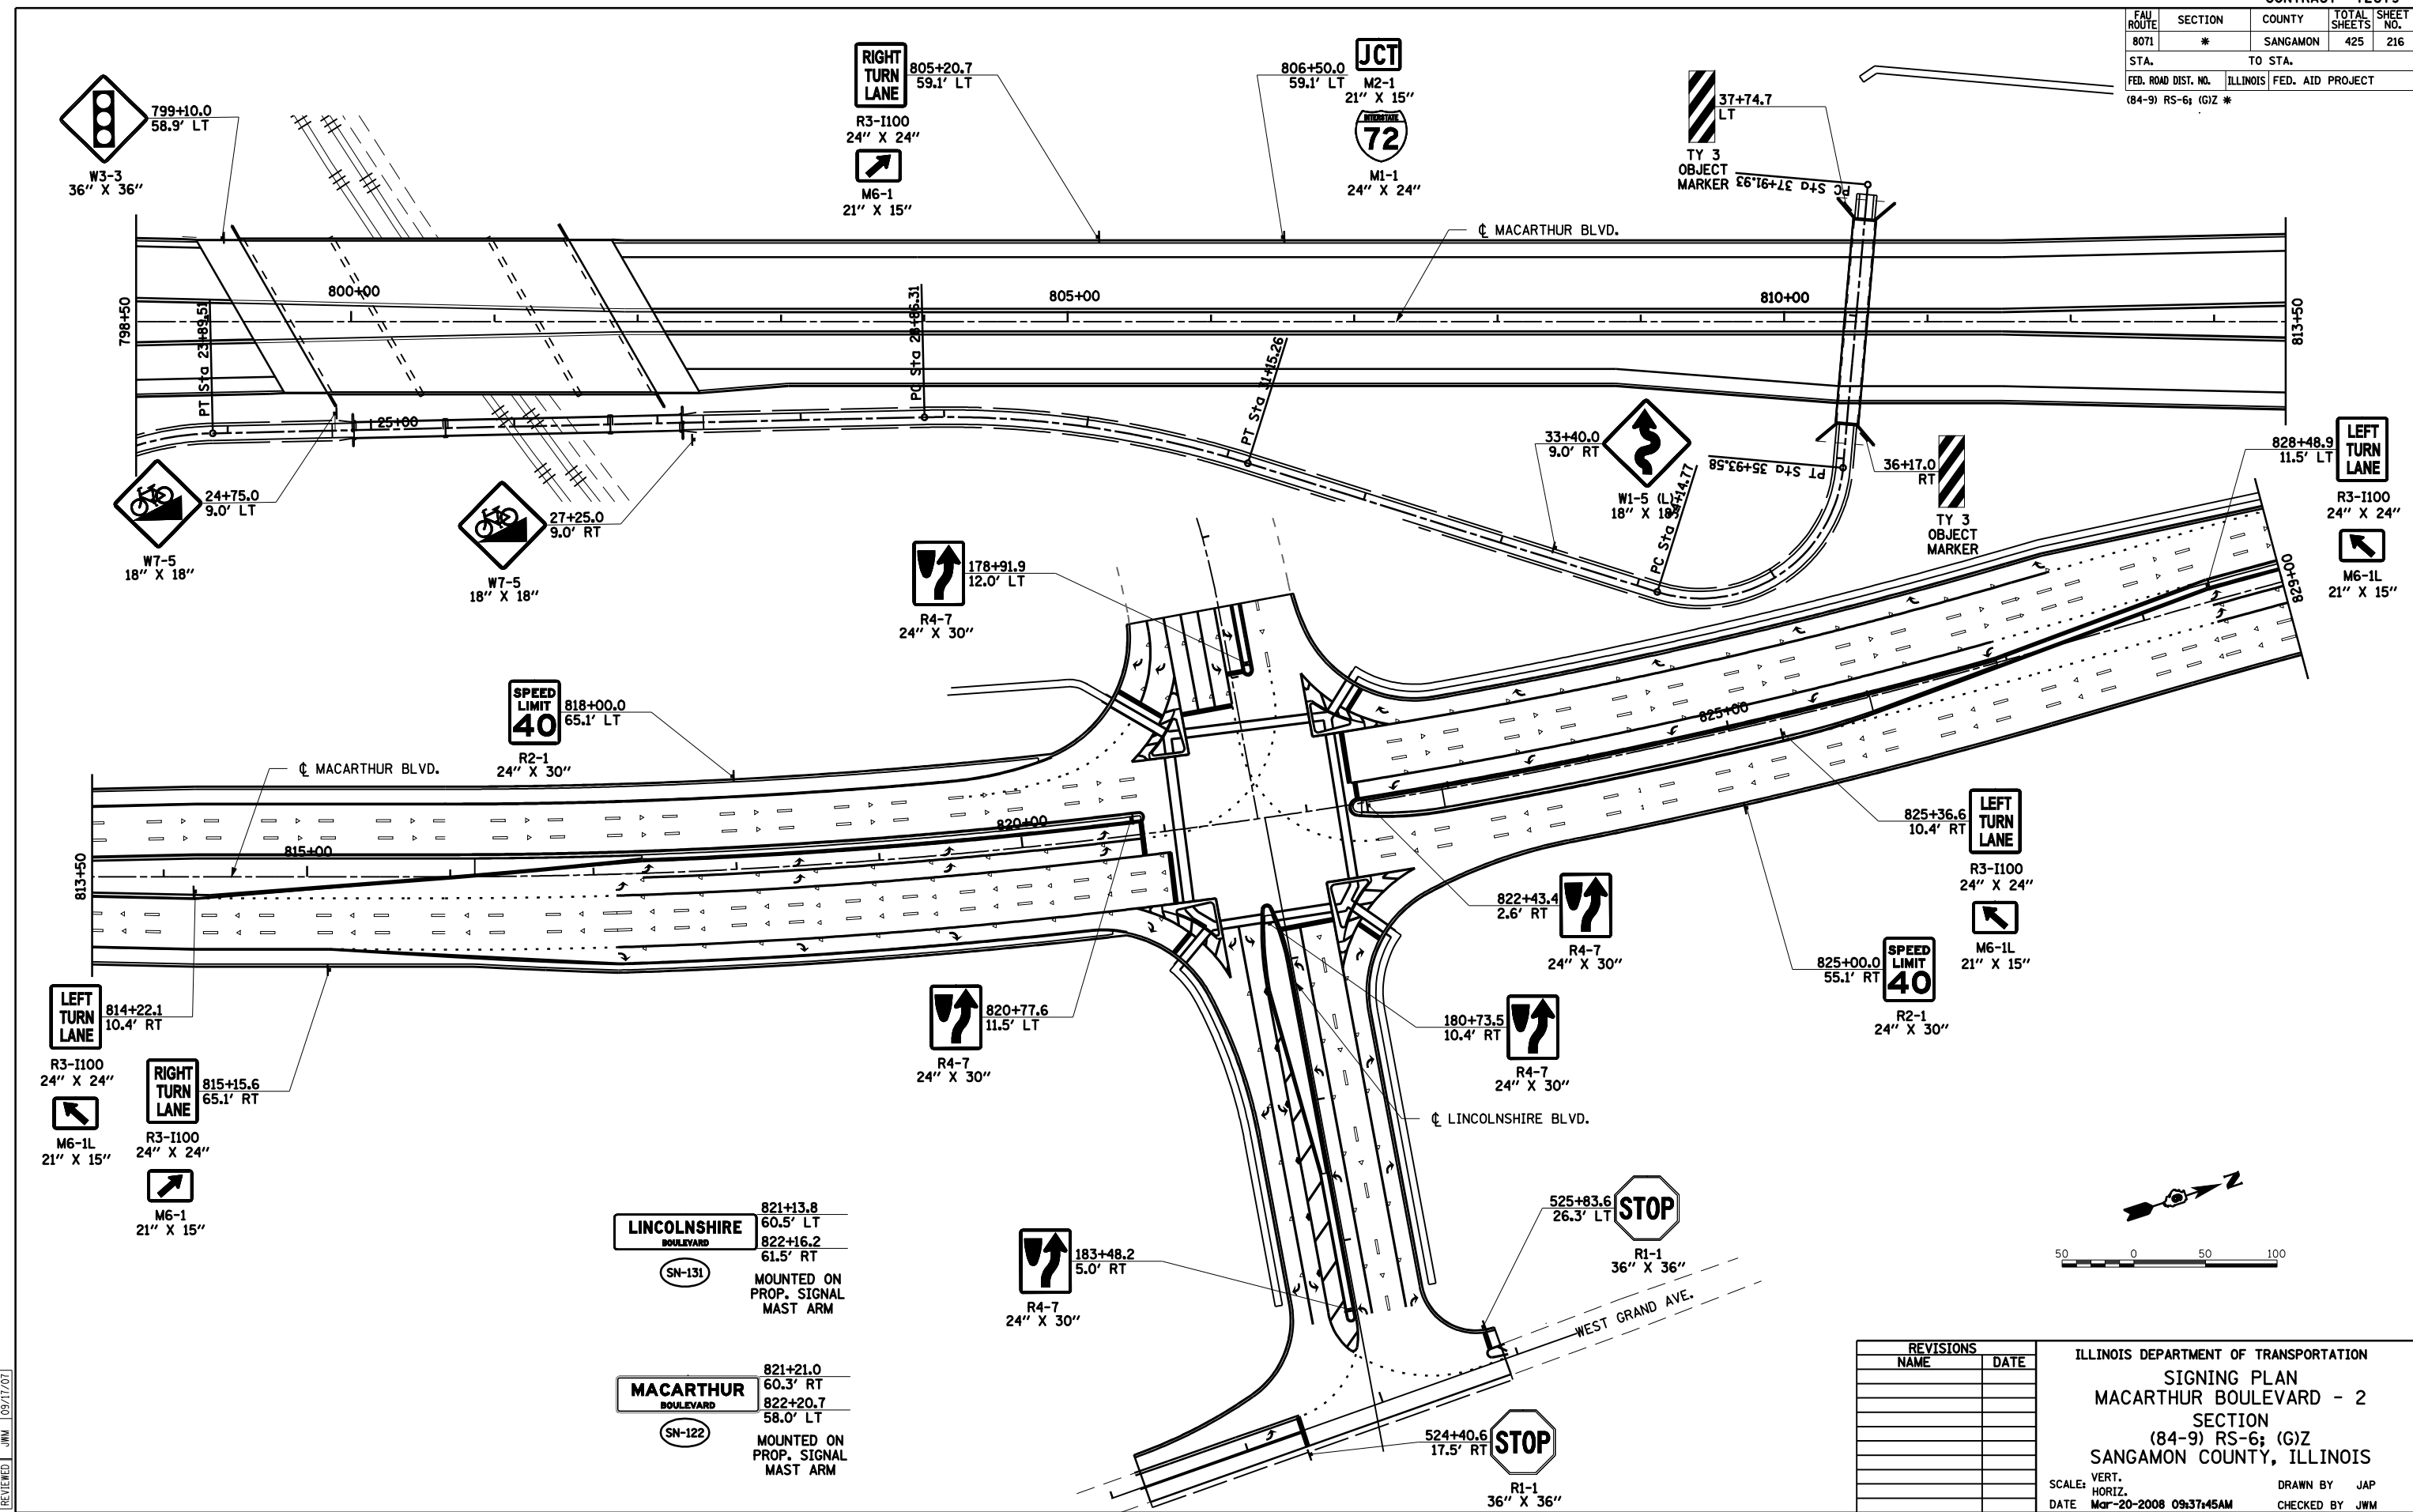 FAU ROUTE
SECTION
COUNTY
TOTAL SHEETS
SHEET NO.
8071
*
SANGAMON
425
216
STA.
TO STA.
FED. ROAD DIST. NO.
ILLINOIS
FED. AID PROJECT
(84-9) RS-6; (G)Z *
W3-3
36" X 36"
799+10.0
58.9' LT
RIGHT
TURN
LANE
805+20.7
59.1' LT
R3-I100
24" X 24"
M6-1
21" X 15"
JCT
806+50.0
59.1' LT
M2-1
21" X 15"
INTERSTATE
72
M1-1
24" X 24"
37+74.7
LT
TY 3
OBJECT
MARKER
PC Sta 37+91.93
℄ MACARTHUR BLVD.
798+50
800+00
805+00
810+00
813+50
PT Sta 23+89.51
25+00
PC Sta 28+86.31
PT Sta 31+15.26
24+75.0
9.0' LT
W7-5
18" X 18"
27+25.0
9.0' RT
W7-5
18" X 18"
33+40.0
9.0' RT
W1-5 (L)
18" X 18"
PT Sta 35+93.58
36+17.0
RT
TY 3
OBJECT
MARKER
828+48.9
11.5' LT
LEFT
TURN
LANE
R3-I100
24" X 24"
M6-1L
21" X 15"
829+00
178+91.9
12.0' LT
R4-7
24" X 30"
SPEED
LIMIT
40
818+00.0
65.1' LT
R2-1
24" X 30"
℄ MACARTHUR BLVD.
813+50
815+00
820+00
825+00
825+36.6
10.4' RT
LEFT
TURN
LANE
R3-I100
24" X 24"
M6-1L
21" X 15"
822+43.4
2.6' RT
R4-7
24" X 30"
825+00.0
55.1' RT
SPEED
LIMIT
40
R2-1
24" X 30"
180+73.5
10.4' RT
R4-7
24" X 30"
820+77.6
11.5' LT
R4-7
24" X 30"
LEFT
TURN
LANE
814+22.1
10.4' RT
R3-I100
24" X 24"
M6-1L
21" X 15"
RIGHT
TURN
LANE
815+15.6
65.1' RT
R3-I100
24" X 24"
M6-1
21" X 15"
℄ LINCOLNSHIRE BLVD.
LINCOLNSHIRE
BOULEVARD
SN-131
821+13.8
60.5' LT
822+16.2
61.5' RT
MOUNTED ON
PROP. SIGNAL
MAST ARM
183+48.2
5.0' RT
R4-7
24" X 30"
525+83.6
26.3' LT
STOP
R1-1
36" X 36"
WEST GRAND AVE.
MACARTHUR
BOULEVARD
SN-122
821+21.0
60.3' RT
822+20.7
58.0' LT
MOUNTED ON
PROP. SIGNAL
MAST ARM
524+40.6
17.5' RT
STOP
R1-1
36" X 36"
N
50 0 50 100
REVISIONS
NAME
DATE
ILLINOIS DEPARTMENT OF TRANSPORTATION
SIGNING PLAN
MACARTHUR BOULEVARD - 2
SECTION
(84-9) RS-6; (G)Z
SANGAMON COUNTY, ILLINOIS
SCALE: VERT.
HORIZ.
DRAWN BY JAP
DATE Mar-20-2008 09:37:45AM
CHECKED BY JWM
REVIEWED JWM 09/17/07